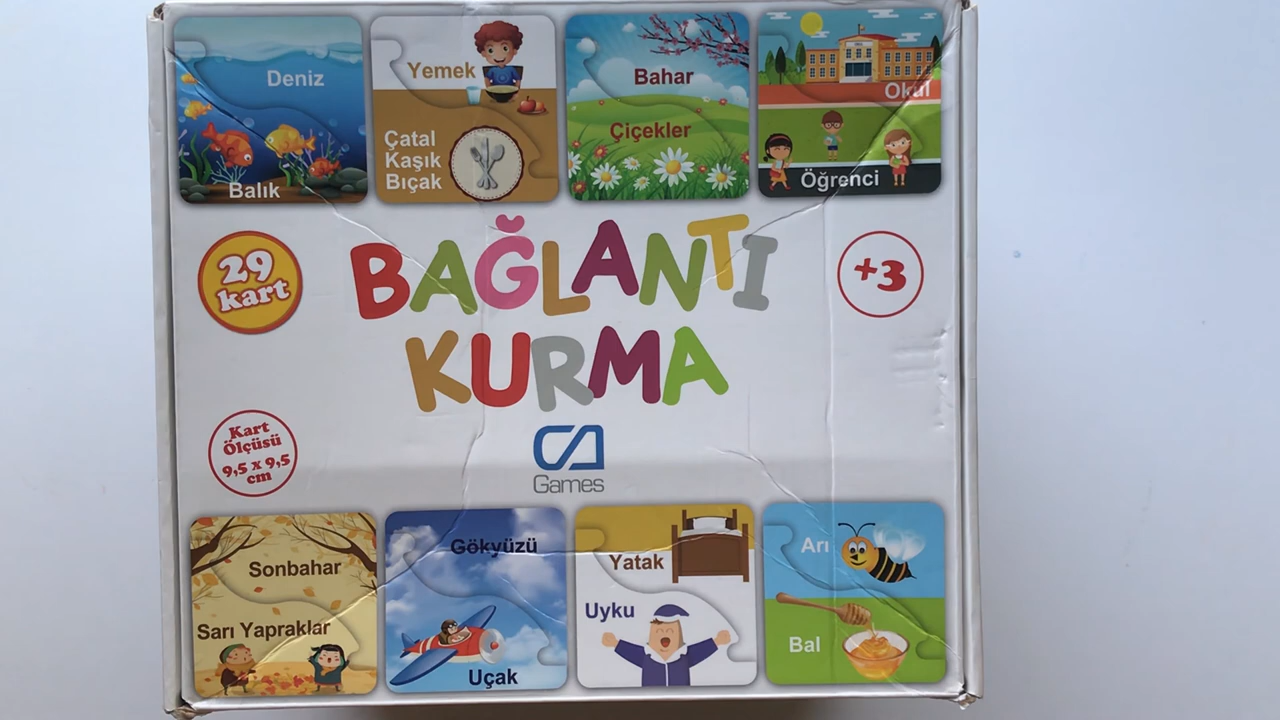 Deniz
Balık
Yemek
Çatal
Kaşık
Bıçak
Bahar
Çiçekler
Okul
Öğrenci
29
kart
BAĞLANTI
KURMA
+3
Kart
Ölçüsü
9,5 x 9,5
cm
CA
Games
Sonbahar
Sarı Yapraklar
Gökyüzü
Uçak
Yatak
Uyku
Arı
Bal